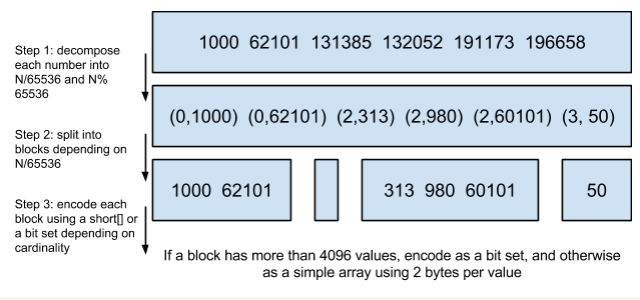 1000 62101 131385 132052 191173 196658
Step 1: decompose
each number into
N/65536 and N%
65536
(0,1000) (0,62101) (2,313) (2,980) (2,60101) (3, 50)
Step 2: split into
blocks depending on
N/65536
1000 62101
313 980 60101
50
Step 3: encode each
block using a short[] or
a bit set depending on
cardinality
If a block has more than 4096 values, encode as a bit set, and otherwise
as a simple array using 2 bytes per value